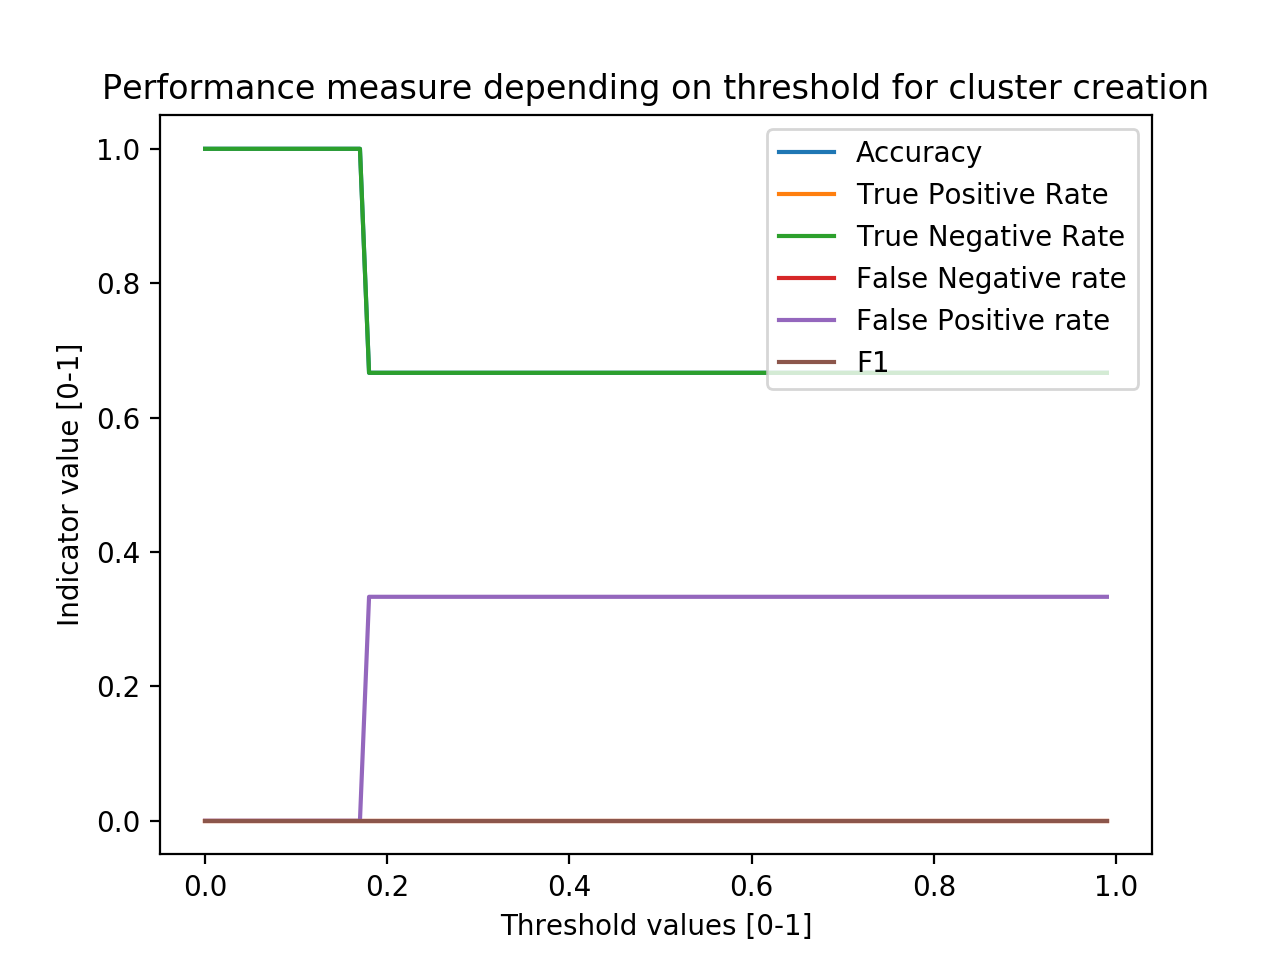 Performance measure depending on threshold for cluster creation
Accuracy
True Positive Rate
True Negative Rate
False Negative rate
False Positive rate
F1
Indicator value [0-1]
1.0
0.8
0.6
0.4
0.2
0.0
0.0 0.2 0.4 0.6 0.8 1.0
Threshold values [0-1]